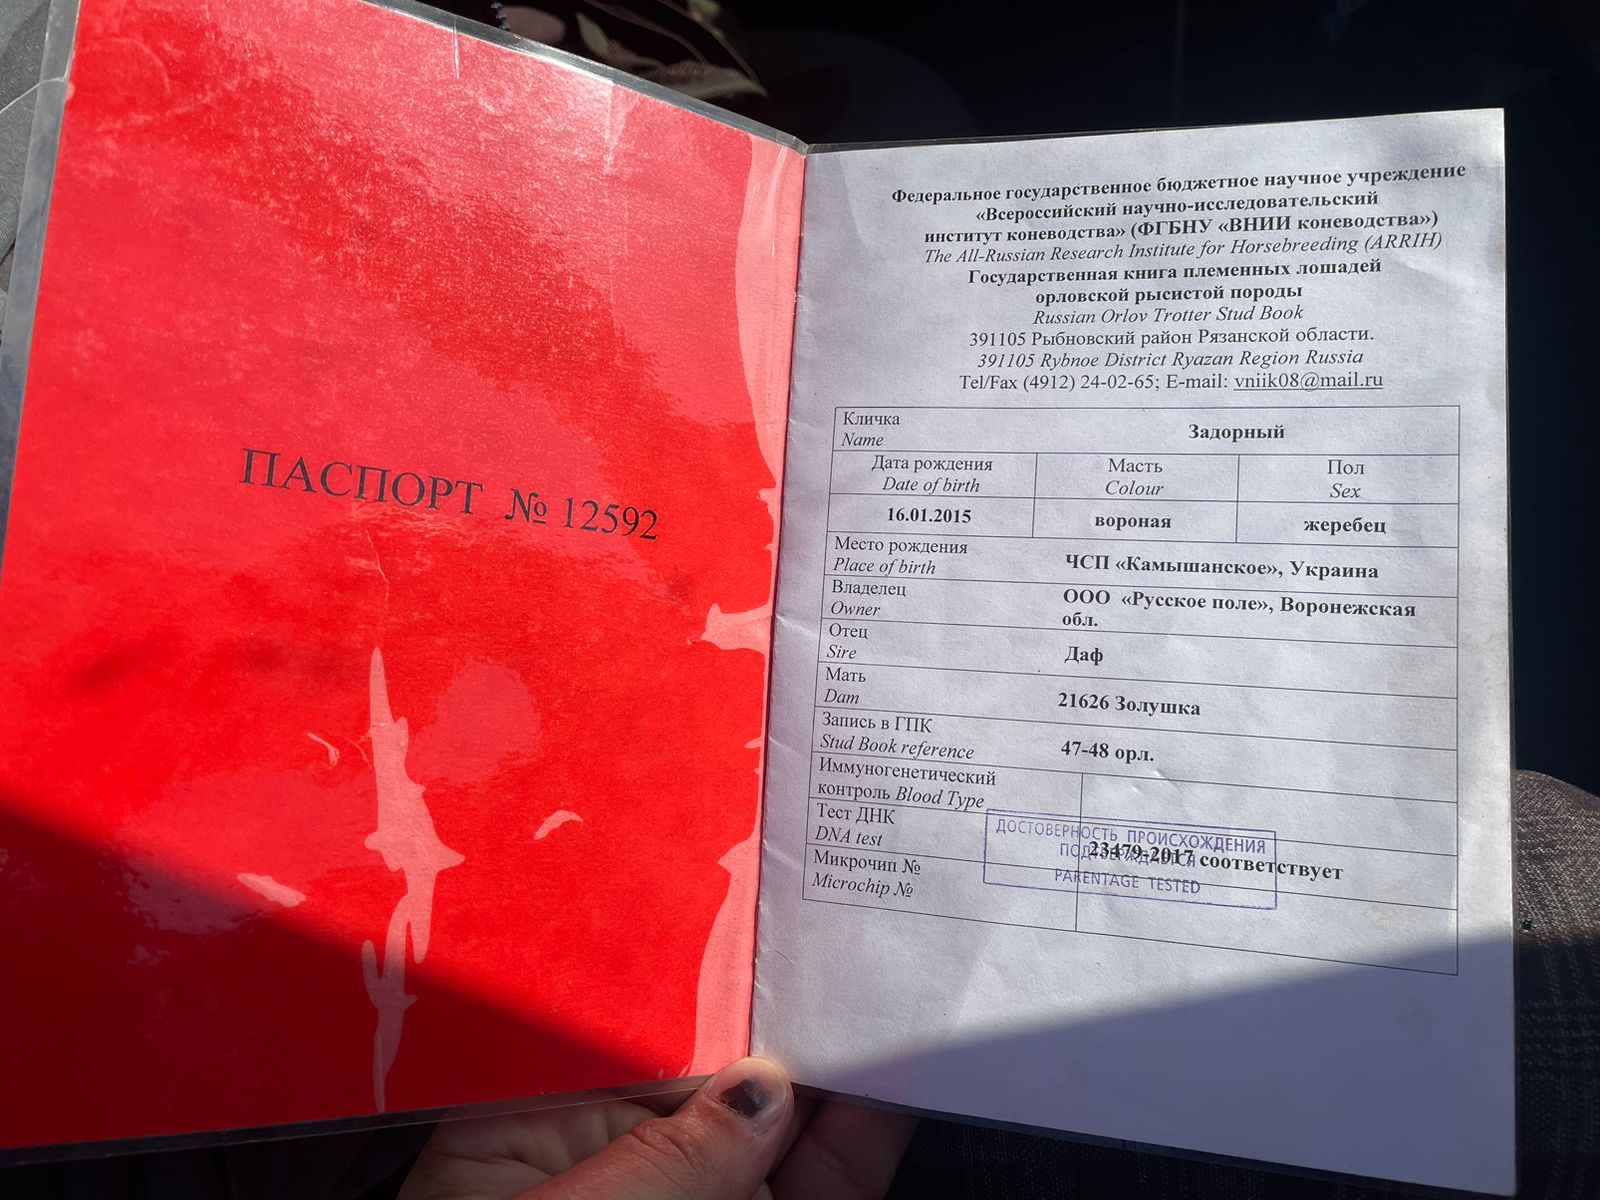 ПАСПОРТ № 12592
Федеральное государственное бюджетное научное учреждение
«Всероссийский научно-исследовательский
институт коневодства» (ФГБНУ «ВНИИ коневодства»)
The All-Russian Research Institute for Horsebreeding (ARRIH)
Государственная книга племенных лошадей
орловской рысистой породы
Russian Orlov Trotter Stud Book
391105 Рыбновский район Рязанской области.
391105 Rybnoe District Ryazan Region Russia
Tel/Fax (4912) 24-02-65; E-mail: vniik08@mail.ru
Кличка
Name
Задорный
Дата рождения
Date of birth
Масть
Colour
Пол
Sex
16.01.2015
вороная
жеребец
Место рождения
Place of birth
ЧСП «Камышанское», Украина
Владелец
Owner
ООО «Русское поле», Воронежская
обл.
Отец
Sire
Даф
Мать
Dam
21626 Золушка
Запись в ГПК
Stud Book reference
47-48 орл.
Иммуногенетический
контроль Blood Type
Тест ДНК
DNA test
23479-2017 соответствует
Микрочип №
Microchip №
ДОСТОВЕРНОСТЬ ПРОИСХОЖДЕНИЯ
ПОДТВЕРЖДАЕТСЯ
PARENTAGE TESTED